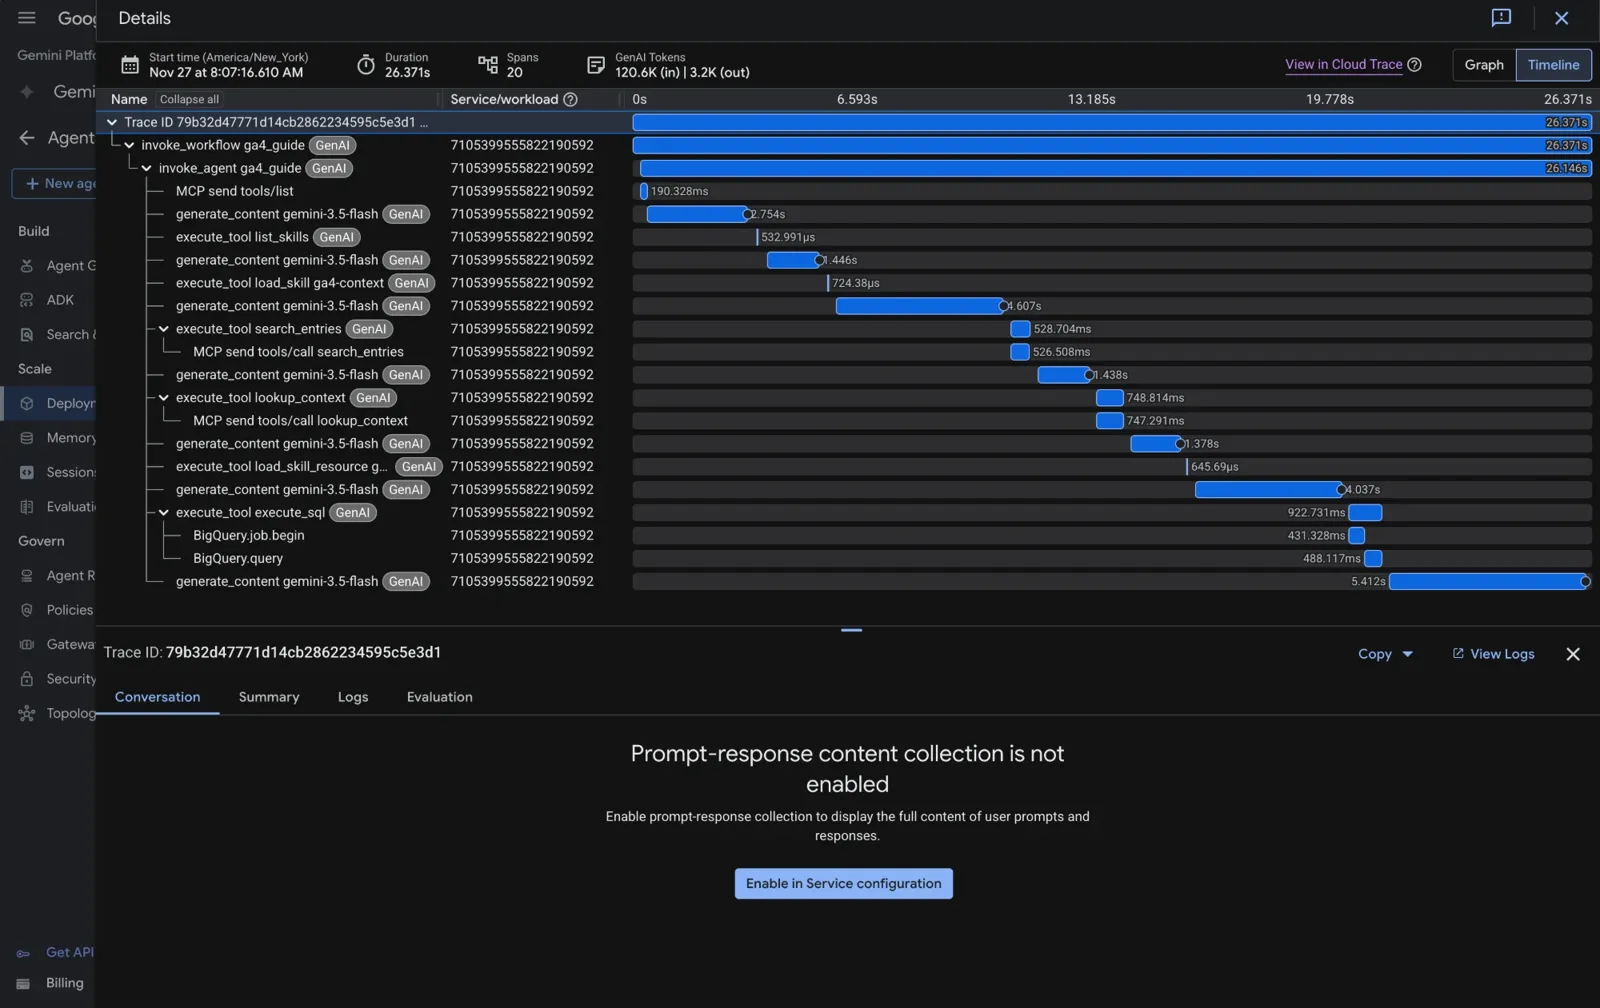 Goog
Details
Gemini Platfo
Start time (America/New_York)
Nov 27 at 8:07:16.610 AM
Duration
26.371s
Spans
20
GenAI Tokens
120.6K (in) | 3.2K (out)
View in Cloud Trace
Graph
Timeline
Gemi
Name Collapse all Service/workload 0s 6.593s 13.185s 19.778s 26.371s
Trace ID 79b32d47771d14cb2862234595c5e3d1 ... 26.371s
Agent
invoke_workflow ga4_guide GenAI 7105399555822190592 26.371s
invoke_agent ga4_guide GenAI 7105399555822190592 26.146s
New age
MCP send tools/list 7105399555822190592 190.328ms
generate_content gemini-3.5-flash GenAI 7105399555822190592 2.754s
Build
execute_tool list_skills GenAI 7105399555822190592 532.991µs
Agent G
generate_content gemini-3.5-flash GenAI 7105399555822190592 1.446s
execute_tool load_skill ga4-context GenAI 7105399555822190592 724.38µs
ADK
generate_content gemini-3.5-flash GenAI 7105399555822190592 4.607s
Search &
execute_tool search_entries GenAI 7105399555822190592 528.704ms
MCP send tools/call search_entries 7105399555822190592 526.508ms
Scale
generate_content gemini-3.5-flash GenAI 7105399555822190592 1.438s
Deploym
execute_tool lookup_context GenAI 7105399555822190592 748.814ms
MCP send tools/call lookup_context 7105399555822190592 747.291ms
Memory
generate_content gemini-3.5-flash GenAI 7105399555822190592 1.378s
Sessions
execute_tool load_skill_resource g... GenAI 7105399555822190592 645.69µs
generate_content gemini-3.5-flash GenAI 7105399555822190592 4.037s
Evaluati
execute_tool execute_sql GenAI 7105399555822190592 922.731ms
BigQuery.job.begin 7105399555822190592 431.328ms
Govern
BigQuery.query 7105399555822190592 488.117ms
Agent R
generate_content gemini-3.5-flash GenAI 7105399555822190592 5.412s
Policies
Gatewa
Security
Topolog
Get API
Billing
Trace ID: 79b32d47771d14cb2862234595c5e3d1
Copy
View Logs
Conversation Summary Logs Evaluation
Prompt-response content collection is not
enabled
Enable prompt-response collection to display the full content of user prompts and
responses.
Enable in Service configuration